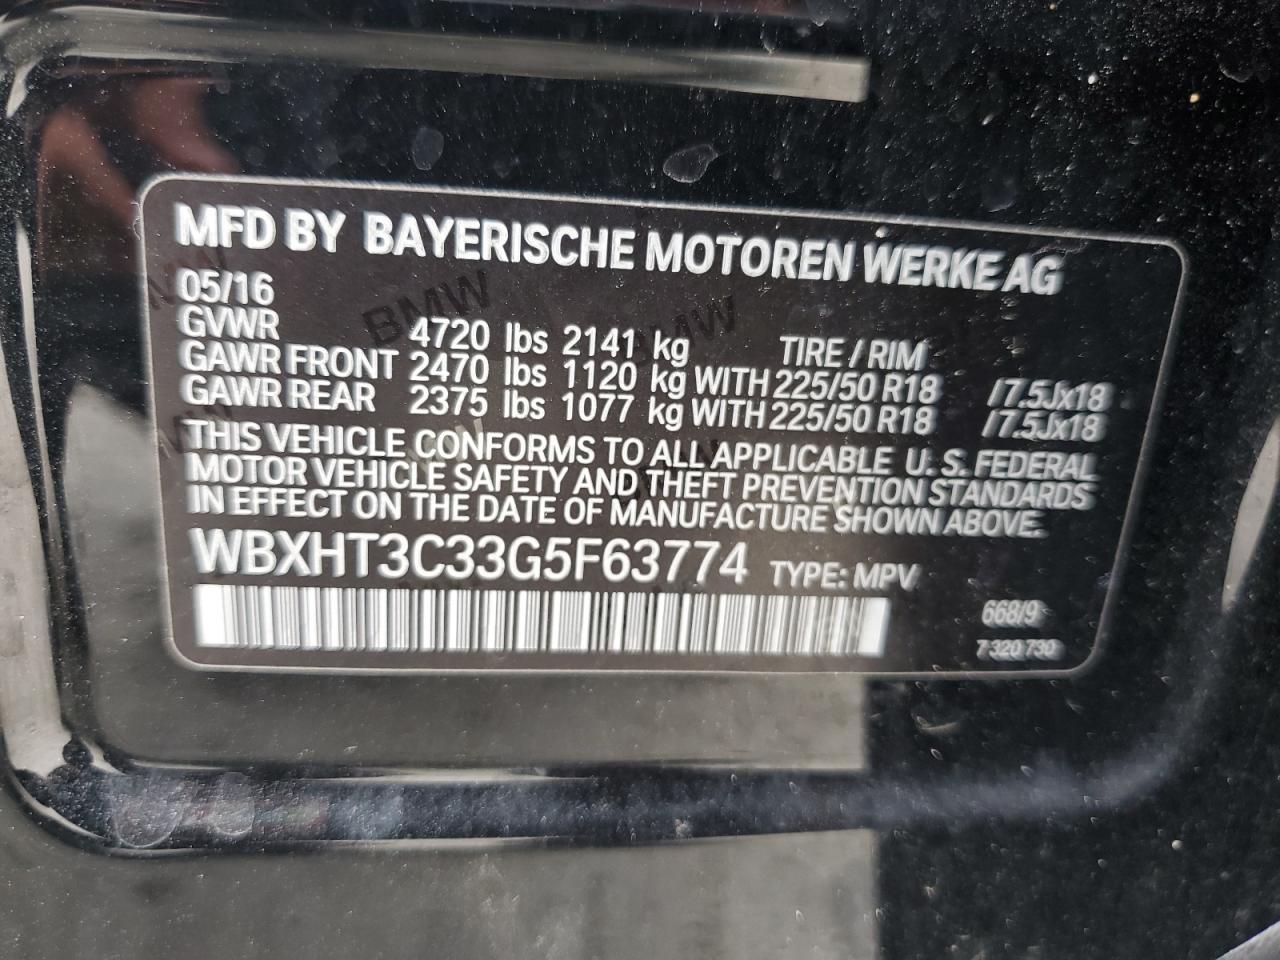 MFD BY BAYERISCHE MOTOREN WERKE AG
05/16
GVWR 4720 lbs 2141 kg TIRE / RIM
GAWR FRONT 2470 lbs 1120 kg WITH 225/50 R18 /7.5Jx18
GAWR REAR 2375 lbs 1077 kg WITH 225/50 R18 /7.5Jx18
THIS VEHICLE CONFORMS TO ALL APPLICABLE U.S. FEDERAL
MOTOR VEHICLE SAFETY AND THEFT PREVENTION STANDARDS
IN EFFECT ON THE DATE OF MANUFACTURE SHOWN ABOVE.
WBXHT3C33G5F63774 TYPE: MPV
668/9
7 320 730